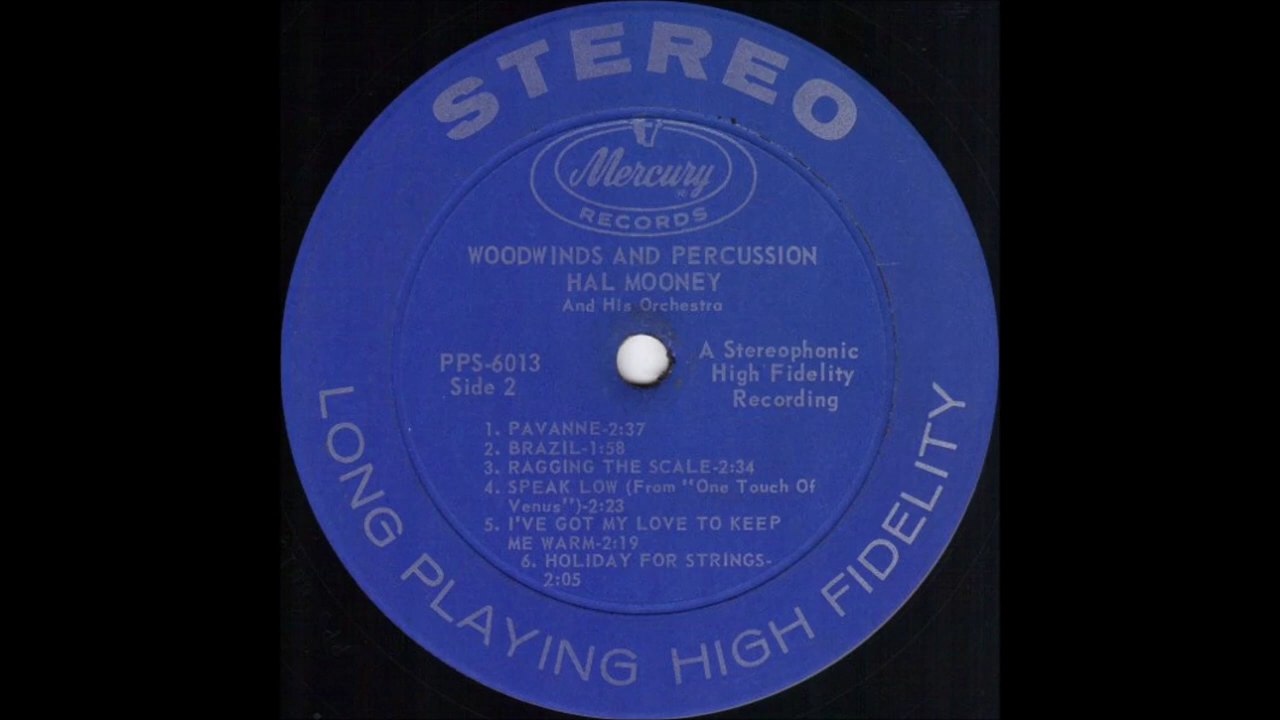 STEREO
Mercury
RECORDS
WOODWINDS AND PERCUSSION
HAL MOONEY
And His Orchestra
PPS-6013
Side 2
A Stereophonic
High Fidelity
Recording
1. PAVANNE-2:37
2. BRAZIL-1:58
3. RAGGING THE SCALE-2:34
4. SPEAK LOW (From "One Touch Of
Venus")-2:23
5. I'VE GOT MY LOVE TO KEEP
ME WARM-2:19
6. HOLIDAY FOR STRINGS-
2:05
LONG PLAYING HIGH FIDELITY